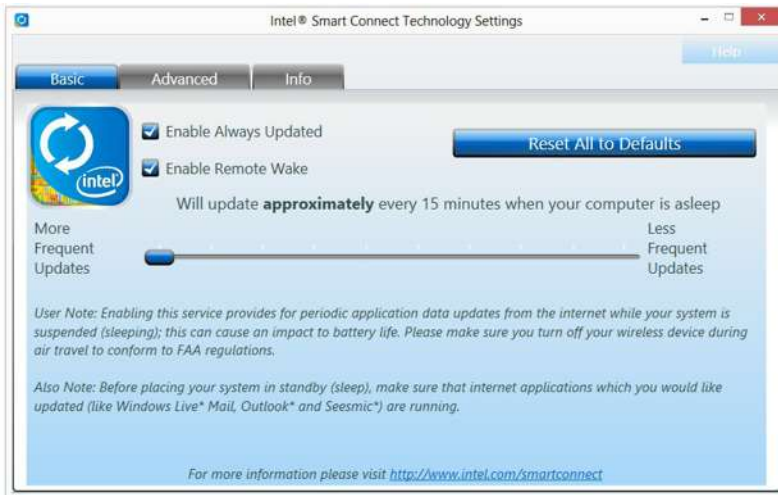 Intel® Smart Connect Technology Settings
Help
Basic Advanced Info
Enable Always Updated
Reset All to Defaults
Enable Remote Wake
(intel)
Will update approximately every 15 minutes when your computer is asleep
More
Frequent
Updates
Less
Frequent
Updates
User Note: Enabling this service provides for periodic application data updates from the internet while your system is
suspended (sleeping); this can cause an impact to battery life. Please make sure you turn off your wireless device during
air travel to conform to FAA regulations.
Also Note: Before placing your system in standby (sleep), make sure that internet applications which you would like
updated (like Windows Live* Mail, Outlook* and Seesmic*) are running.
For more information please visit http://www.intel.com/smartconnect